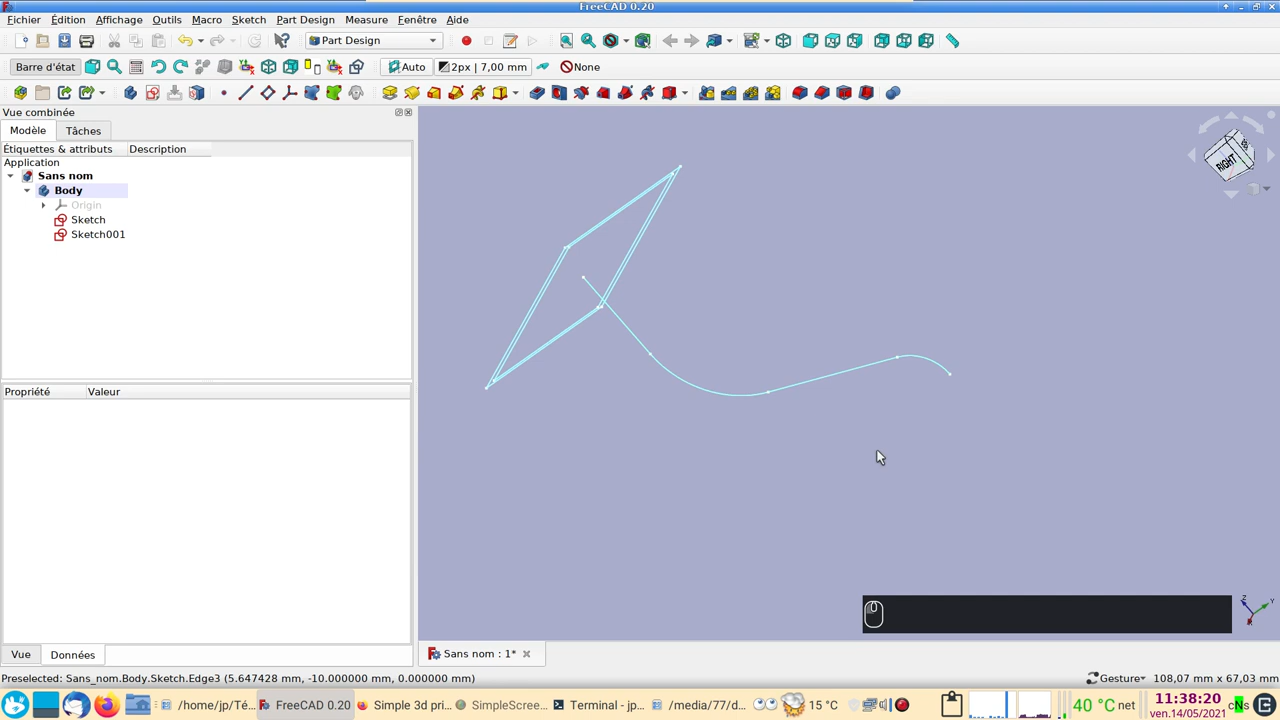 FreeCAD 0.20
Fichier Édition Affichage Outils Macro Sketch Part Design Measure Fenêtre Aide
Part Design
Barre d'état Auto 2px | 7,00 mm None
Vue combinée
Modèle Tâches
Étiquettes & attributs Description
Application
Sans nom
Body
Origin
Sketch
Sketch001
Propriété Valeur
RIGHT
Z Y
Vue Données
Sans nom : 1*
Preselected: Sans_nom.Body.Sketch.Edge3 (5.647428 mm, -10.000000 mm, 0.000000 mm)
Gesture 108,07 mm x 67,03 mm
/home/jp/Té... FreeCAD 0.20 Simple 3d pri... SimpleScree... Terminal - jp... /media/77/d... 15 °C 40 °C net 11:38:20
ven.14/05/2021